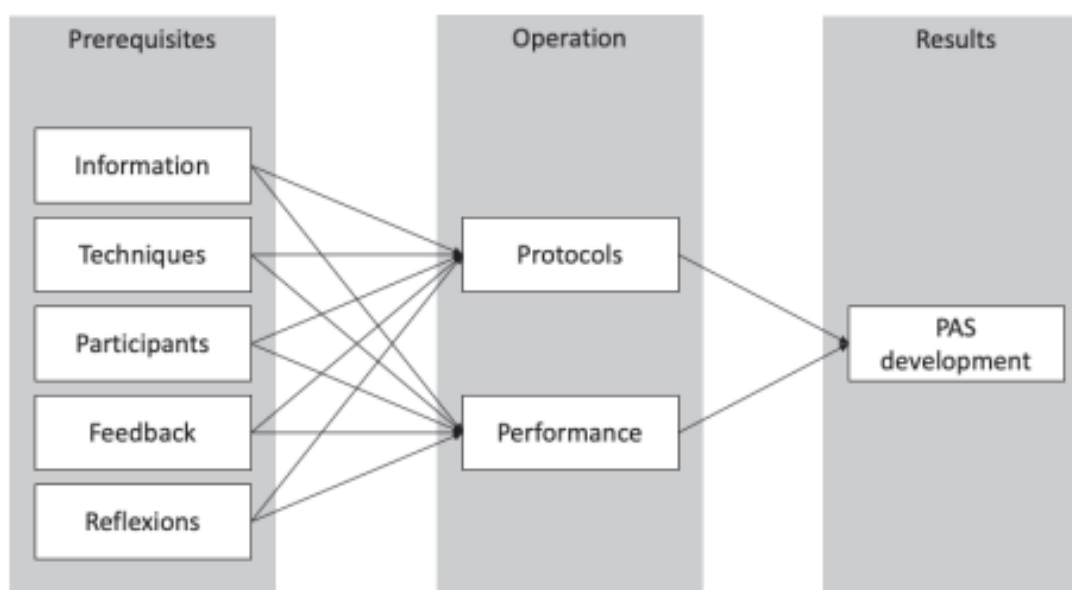 Prerequisites
Information
Techniques
Participants
Feedback
Reflexions
Operation
Protocols
Performance
Results
PAS
development